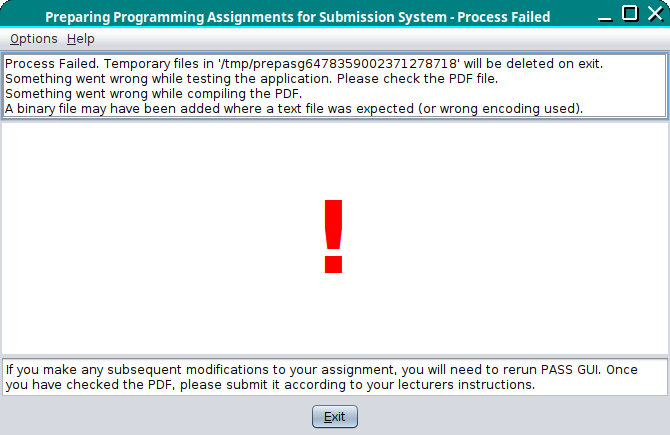 Preparing Programming Assignments for Submission System - Process Failed
Options Help
Process Failed. Temporary files in '/tmp/prepasg6478359002371278718' will be deleted on exit.
Something went wrong while testing the application. Please check the PDF file.
Something went wrong while compiling the PDF.
A binary file may have been added where a text file was expected (or wrong encoding used).
!
If you make any subsequent modifications to your assignment, you will need to rerun PASS GUI. Once
you have checked the PDF, please submit it according to your lecturers instructions.
Exit